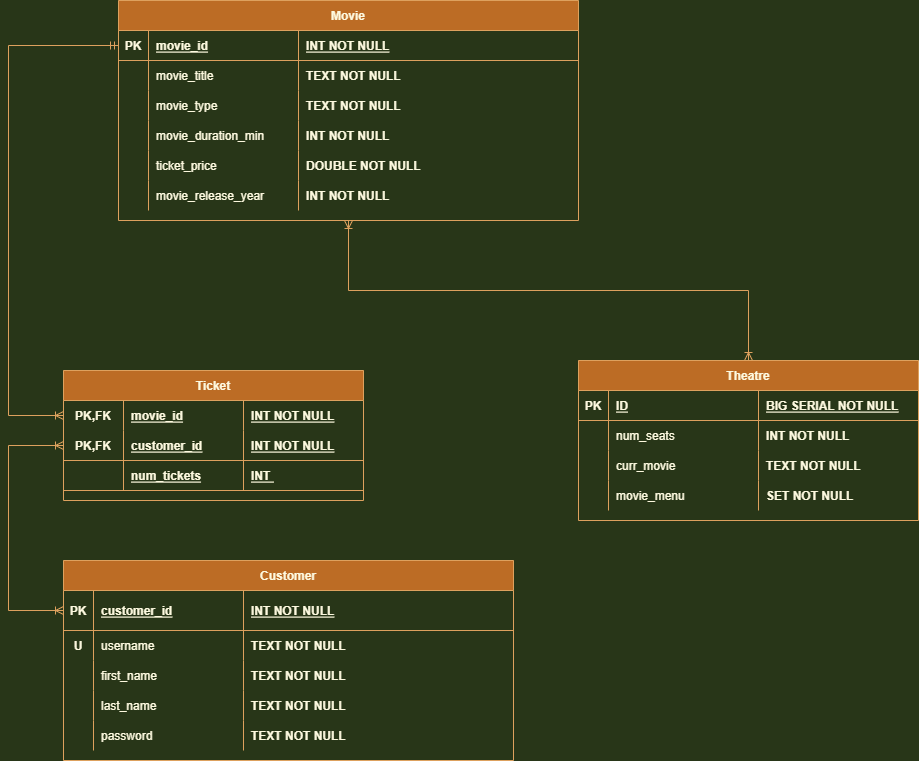 Movie
PK movie_id INT NOT NULL
movie_title TEXT NOT NULL
movie_type TEXT NOT NULL
movie_duration_min INT NOT NULL
ticket_price DOUBLE NOT NULL
movie_release_year INT NOT NULL
Ticket
PK,FK movie_id INT NOT NULL
PK,FK customer_id INT NOT NULL
num_tickets INT
Theatre
PK ID BIG SERIAL NOT NULL
num_seats INT NOT NULL
curr_movie TEXT NOT NULL
movie_menu SET NOT NULL
Customer
PK customer_id INT NOT NULL
U username TEXT NOT NULL
first_name TEXT NOT NULL
last_name TEXT NOT NULL
password TEXT NOT NULL